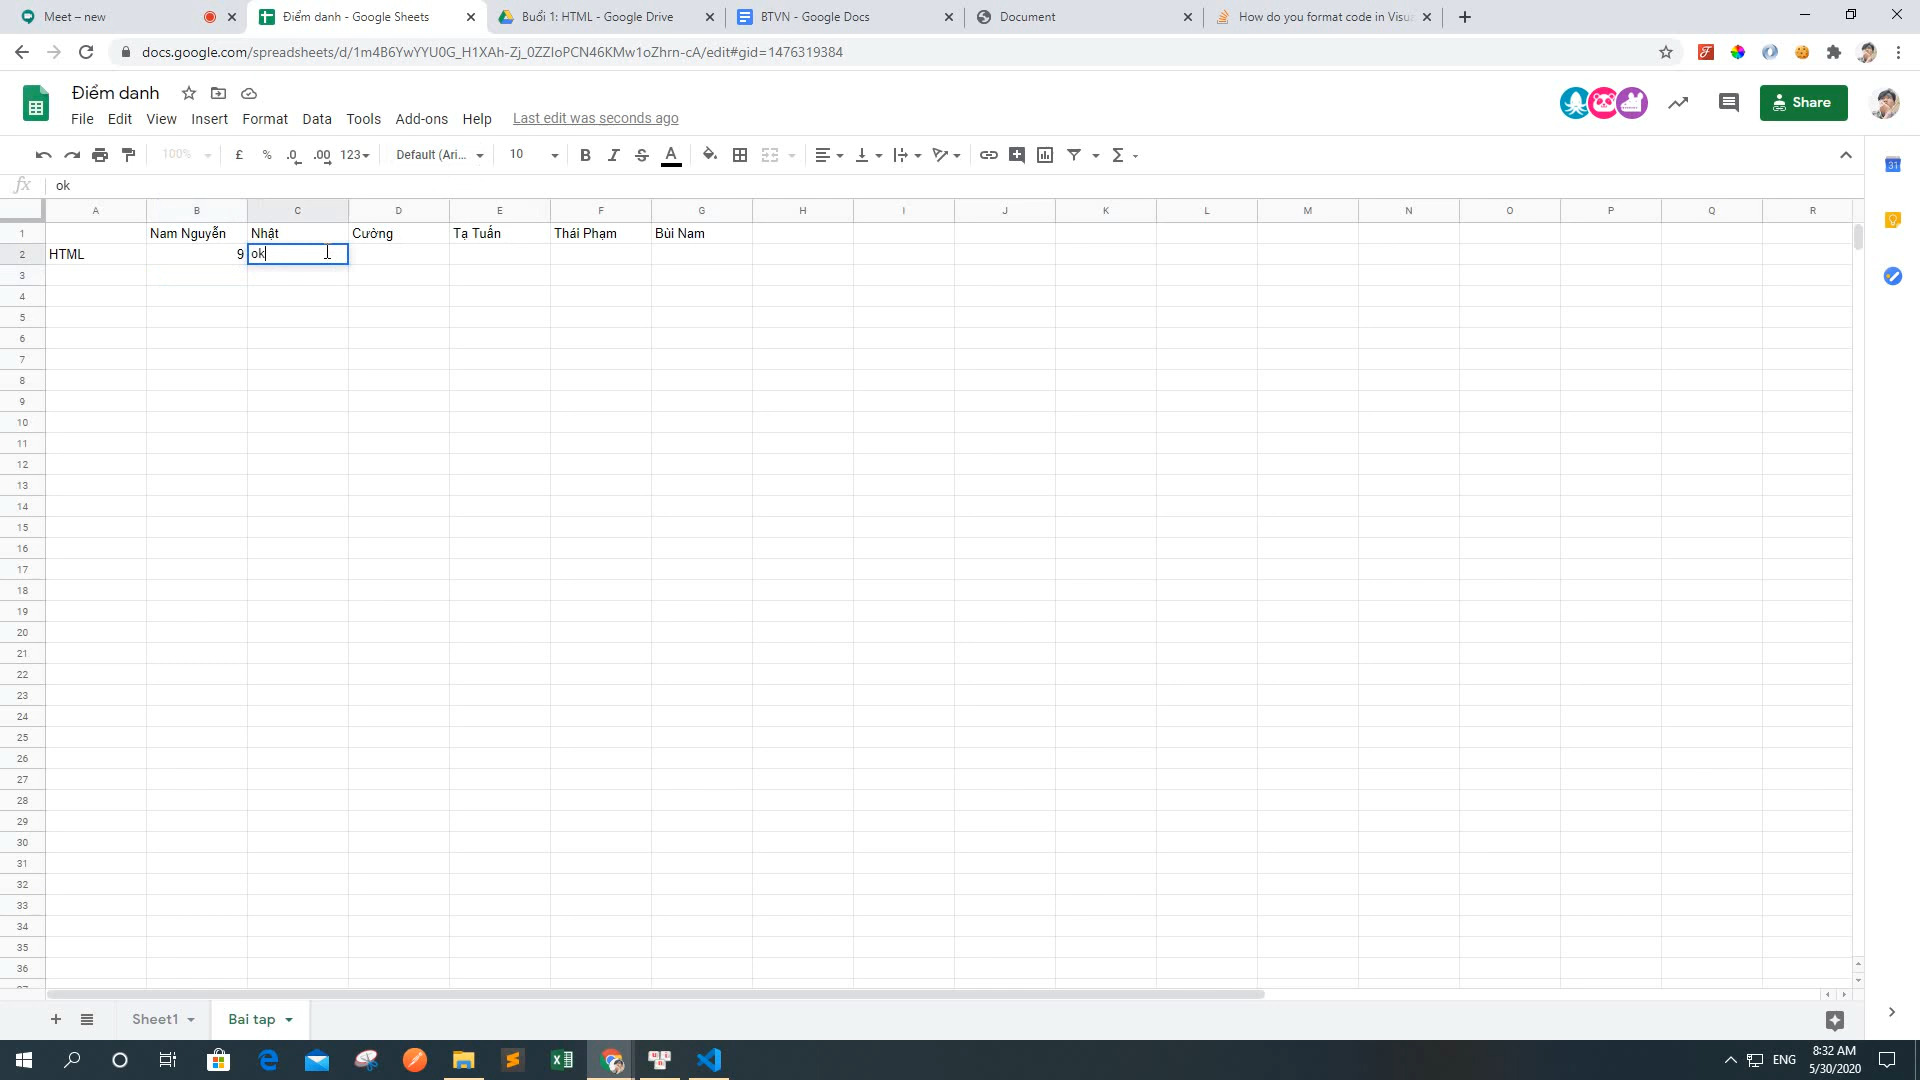 Meet – new
Điểm danh - Google Sheets
Buổi 1: HTML - Google Drive
BTVN - Google Docs
Document
How do you format code in Visu
docs.google.com/spreadsheets/d/1m4B6YwYYU0G_H1XAh-Zj_0ZZIoPCN46KMw1oZhrn-cA/edit#gid=1476319384
Điểm danh
File Edit View Insert Format Data Tools Add-ons Help Last edit was seconds ago
Share
100% £ % .0 .00 123 Default (Ari... 10 B I S A
fx ok
A B C D E F G H I J K L M N O P Q R
1 Nam Nguyễn Nhật Cường Tạ Tuấn Thái Phạm Bùi Nam
2 HTML 9 ok
3
4
5
6
7
8
9
10
11
12
13
14
15
16
17
18
19
20
21
22
23
24
25
26
27
28
29
30
31
32
33
34
35
36
Sheet1 Bai tap
ENG
8:32 AM
5/30/2020
31